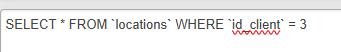 SELECT * FROM `locations` WHERE `id_client` = 3